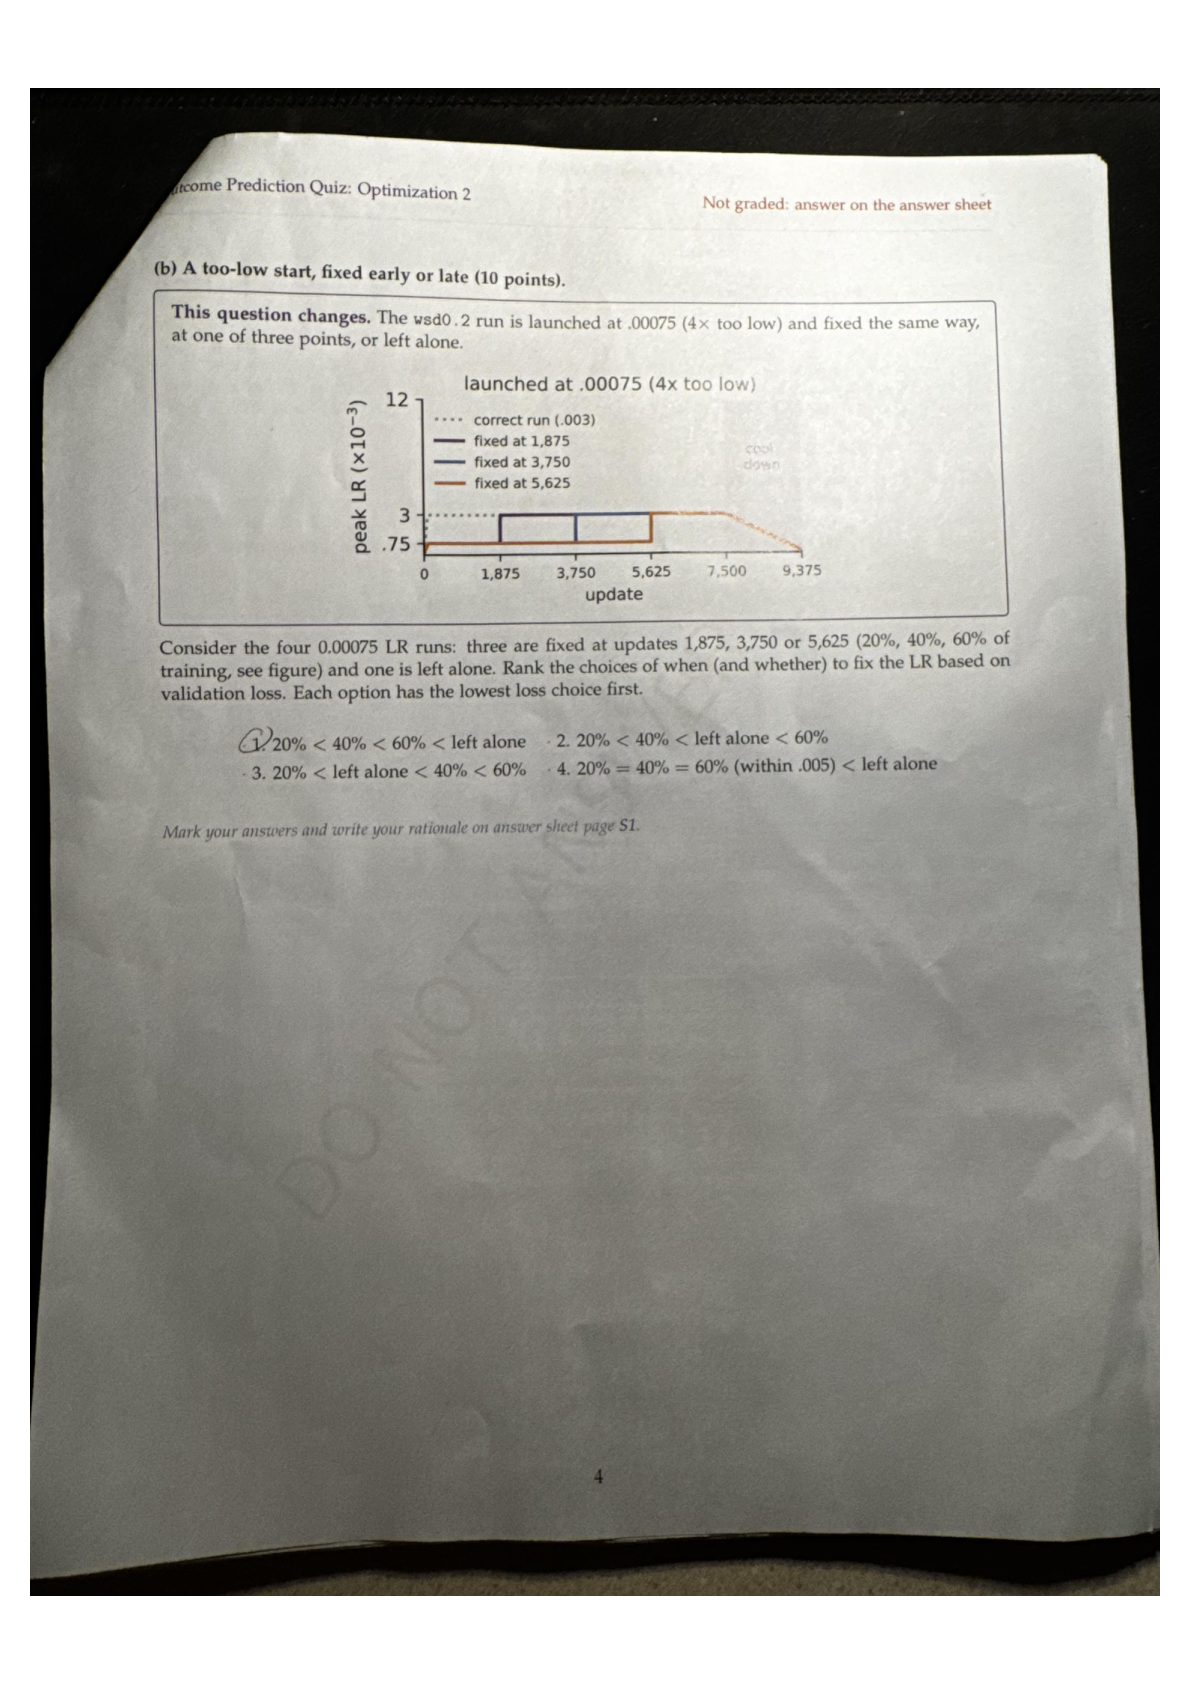 tcome Prediction Quiz: Optimization 2
Not graded: answer on the answer sheet
(b) A too-low start, fixed early or late (10 points).
This question changes. The wsd0.2 run is launched at .00075 (4× too low) and fixed the same way,
at one of three points, or left alone.
launched at .00075 (4x too low)
peak LR (×10⁻³)
12
3
.75
correct run (.003)
fixed at 1,875
fixed at 3,750
fixed at 5,625
cool
down
0 1,875 3,750 5,625 7,500 9,375
update
Consider the four 0.00075 LR runs: three are fixed at updates 1,875, 3,750 or 5,625 (20%, 40%, 60% of
training, see figure) and one is left alone. Rank the choices of when (and whether) to fix the LR based on
validation loss. Each option has the lowest loss choice first.
1. 20% < 40% < 60% < left alone 2. 20% < 40% < left alone < 60%
3. 20% < left alone < 40% < 60% 4. 20% = 40% = 60% (within .005) < left alone
Mark your answers and write your rationale on answer sheet page S1.
DO NOT
4